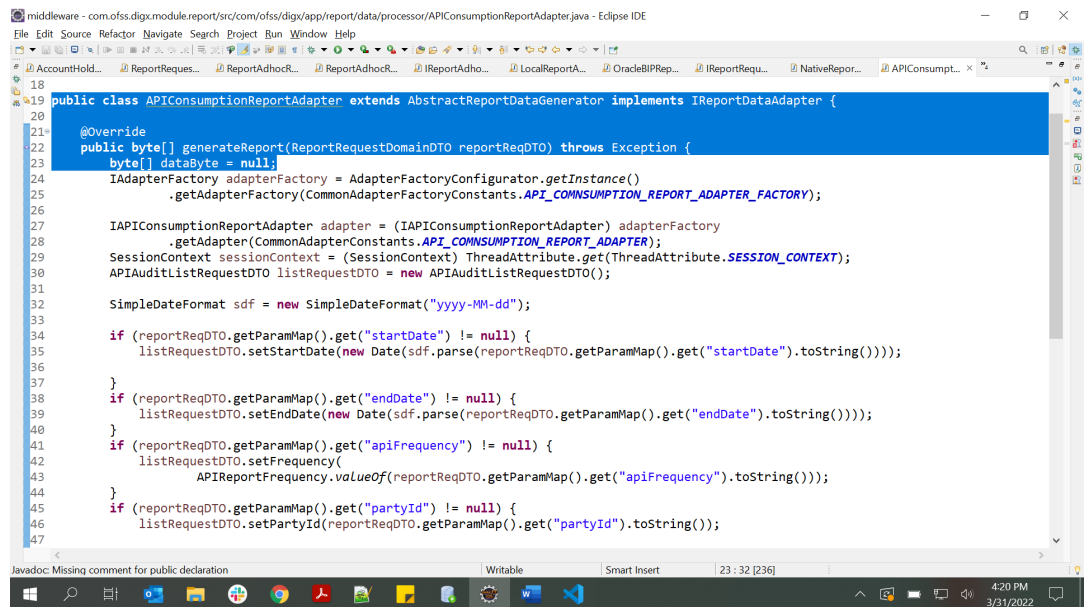 middleware - com.ofss.digx.module.report/src/com/ofss/digx/app/report/data/processor/APIConsumptionReportAdapter.java - Eclipse IDE
File Edit Source Refactor Navigate Search Project Run Window Help
AccountHold... ReportReques... ReportAdhocR... ReportAdhocR... IReportAdho... LocalReportA... OracleBIPRep... IReportRequ... NativeRepor... APIConsumpt...
18
19 public class APIConsumptionReportAdapter extends AbstractReportDataGenerator implements IReportDataAdapter {
20
21 @Override
22 public byte[] generateReport(ReportRequestDomainDTO reportReqDTO) throws Exception {
23 byte[] dataByte = null;
24 IAdapterFactory adapterFactory = AdapterFactoryConfigurator.getInstance()
25 .getAdapterFactory(CommonAdapterFactoryConstants.API_COMNSUMPTION_REPORT_ADAPTER_FACTORY);
26
27 IAPIConsumptionReportAdapter adapter = (IAPIConsumptionReportAdapter) adapterFactory
28 .getAdapter(CommonAdapterConstants.API_COMNSUMPTION_REPORT_ADAPTER);
29 SessionContext sessionContext = (SessionContext) ThreadAttribute.get(ThreadAttribute.SESSION_CONTEXT);
30 APIAuditListRequestDTO listRequestDTO = new APIAuditListRequestDTO();
31
32 SimpleDateFormat sdf = new SimpleDateFormat("yyyy-MM-dd");
33
34 if (reportReqDTO.getParamMap().get("startDate") != null) {
35 listRequestDTO.setStartDate(new Date(sdf.parse(reportReqDTO.getParamMap().get("startDate").toString())));
36
37 }
38 if (reportReqDTO.getParamMap().get("endDate") != null) {
39 listRequestDTO.setEndDate(new Date(sdf.parse(reportReqDTO.getParamMap().get("endDate").toString())));
40 }
41 if (reportReqDTO.getParamMap().get("apiFrequency") != null) {
42 listRequestDTO.setFrequency(
43 APIReportFrequency.valueOf(reportReqDTO.getParamMap().get("apiFrequency").toString()));
44 }
45 if (reportReqDTO.getParamMap().get("partyId") != null) {
46 listRequestDTO.setPartyId(reportReqDTO.getParamMap().get("partyId").toString());
47
Javadoc: Missing comment for public declaration Writable Smart Insert 23 : 32 [236]
4:20 PM
3/31/2022